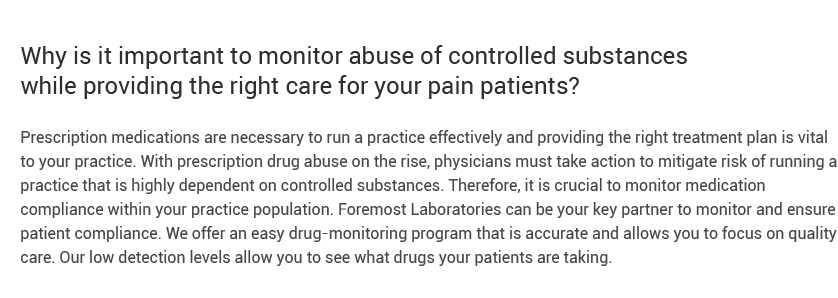 Why is it important to monitor abuse of controlled substances
while providing the right care for your pain patients?
Prescription medications are necessary to run a practice effectively and providing the right treatment plan is vital
to your practice. With prescription drug abuse on the rise, physicians must take action to mitigate risk of running a
practice that is highly dependent on controlled substances. Therefore, it is crucial to monitor medication
compliance within your practice population. Foremost Laboratories can be your key partner to monitor and ensure
patient compliance. We offer an easy drug-monitoring program that is accurate and allows you to focus on quality
care. Our low detection levels allow you to see what drugs your patients are taking.